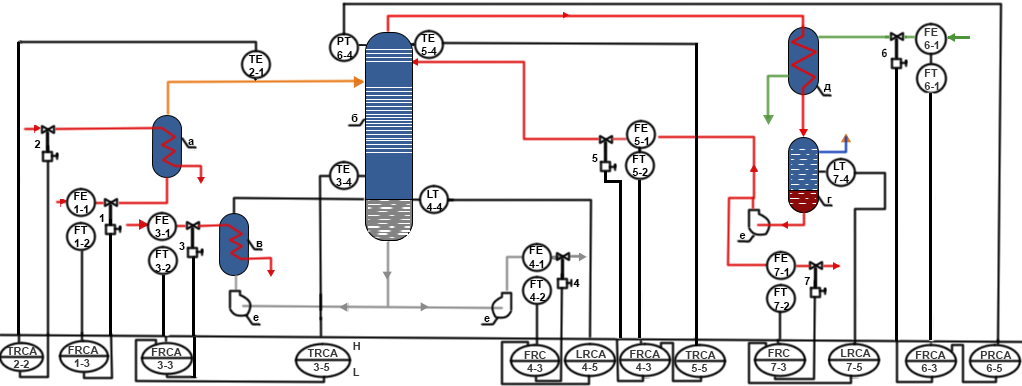 PT
6-4
TE
5-4
TE
2-1
FE
6-1
6
FT
6-1
д
б
а
2
FE
5-1
5
FT
5-2
TE
3-4
LT
7-4
LT
4-4
г
FE
1-1
1
FT
1-2
FE
3-1
3
FT
3-2
в
е
FE
4-1
4
FT
4-2
FE
7-1
7
FT
7-2
е
е
H
L
TRCA
2-2
FRCA
1-3
FRCA
3-3
TRCA
3-5
FRC
4-3
LRCA
4-5
FRCA
4-3
TRCA
5-5
FRC
7-3
LRCA
7-5
FRCA
6-3
PRCA
6-5